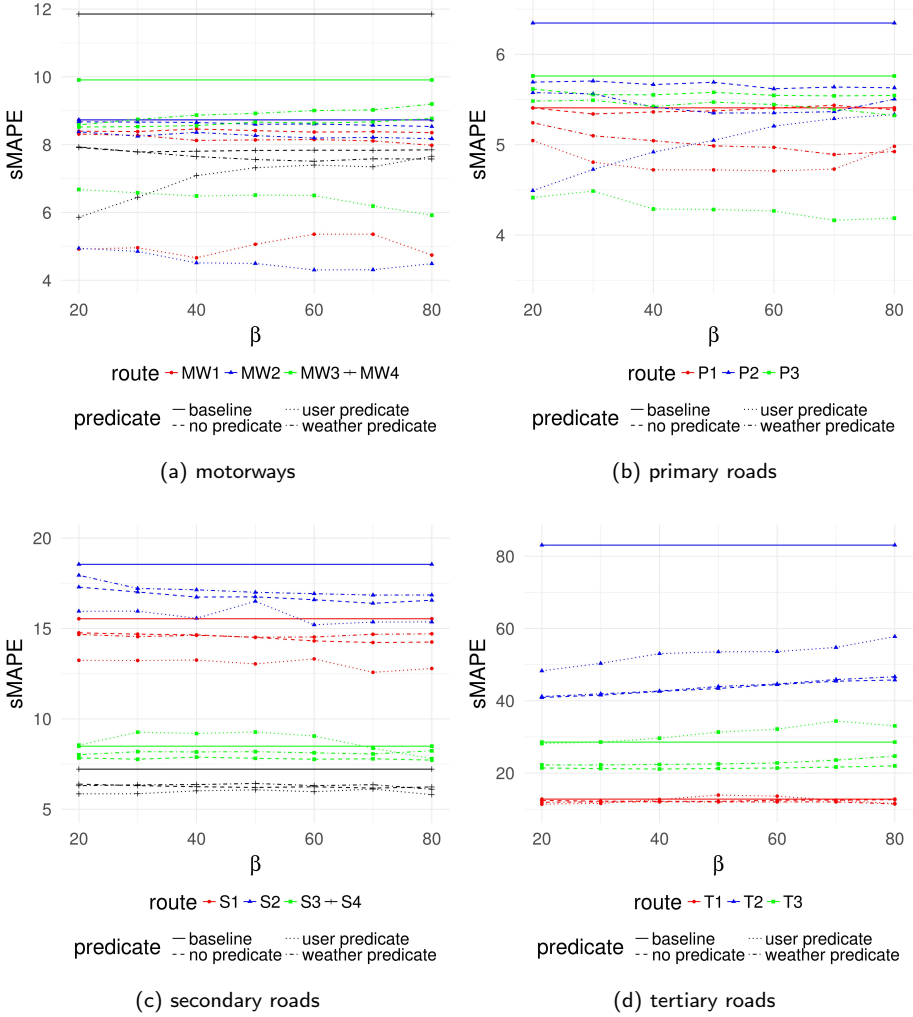 12
10
8
6
4
sMAPE
20 40 60 80
β
route MW1 MW2 MW3 MW4
predicate baseline user predicate
no predicate weather predicate
(a) motorways
6
5
4
sMAPE
20 40 60 80
β
route P1 P2 P3
predicate baseline user predicate
no predicate weather predicate
(b) primary roads
20
15
10
5
sMAPE
20 40 60 80
β
route S1 S2 S3 S4
predicate baseline user predicate
no predicate weather predicate
(c) secondary roads
80
60
40
20
sMAPE
20 40 60 80
β
route T1 T2 T3
predicate baseline user predicate
no predicate weather predicate
(d) tertiary roads